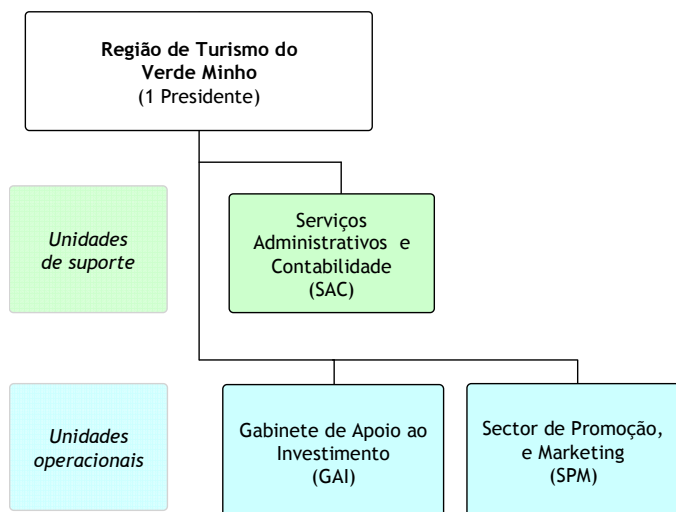 Região de Turismo do
Verde Minho
(1 Presidente)
Unidades
de suporte
Serviços
Administrativos e
Contabilidade
(SAC)
Unidades
operacionais
Gabinete de Apoio ao
Investimento
(GAI)
Sector de Promoção,
e Marketing
(SPM)